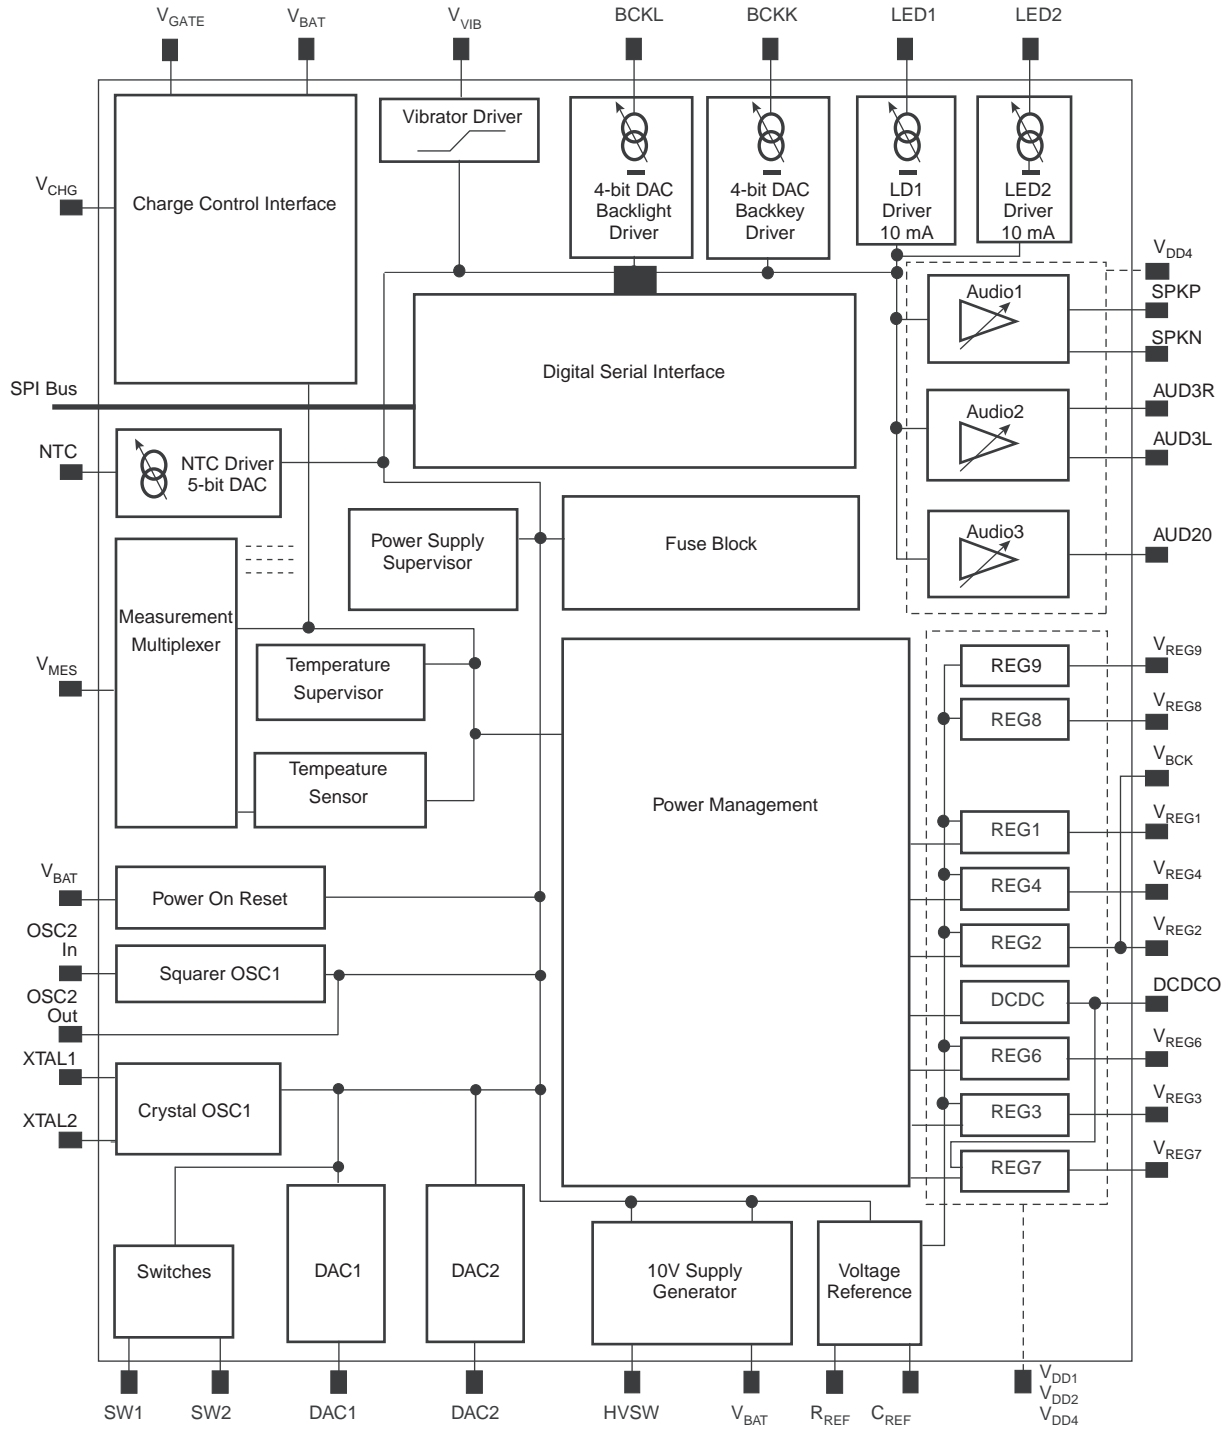 VGATE
VBAT
VVIB
BCKL
BCKK
LED1
LED2
VCHG
Charge Control Interface
Vibrator Driver
4-bit DAC
Backlight
Driver
4-bit DAC
Backkey
Driver
LD1
Driver
10 mA
LED2
Driver
10 mA
VDD4
Audio1
SPKP
SPKN
Digital Serial Interface
SPI Bus
Audio2
AUD3R
AUD3L
NTC
NTC Driver
5-bit DAC
Power Supply
Supervisor
Fuse Block
Audio3
AUD20
Measurement
Multiplexer
VMES
Temperature
Supervisor
Tempeature
Sensor
Power Management
REG9
VREG9
REG8
VREG8
VBCK
REG1
VREG1
REG4
VREG4
REG2
VREG2
DCDC
DCDCO
REG6
VREG6
REG3
VREG3
REG7
VREG7
VBAT
Power On Reset
OSC2
In
Squarer OSC1
OSC2
Out
XTAL1
Crystal OSC1
XTAL2
Switches
DAC1
DAC2
10V Supply
Generator
Voltage
Reference
SW1
SW2
DAC1
DAC2
HVSW
VBAT
RREF
CREF
VDD1
VDD2
VDD4